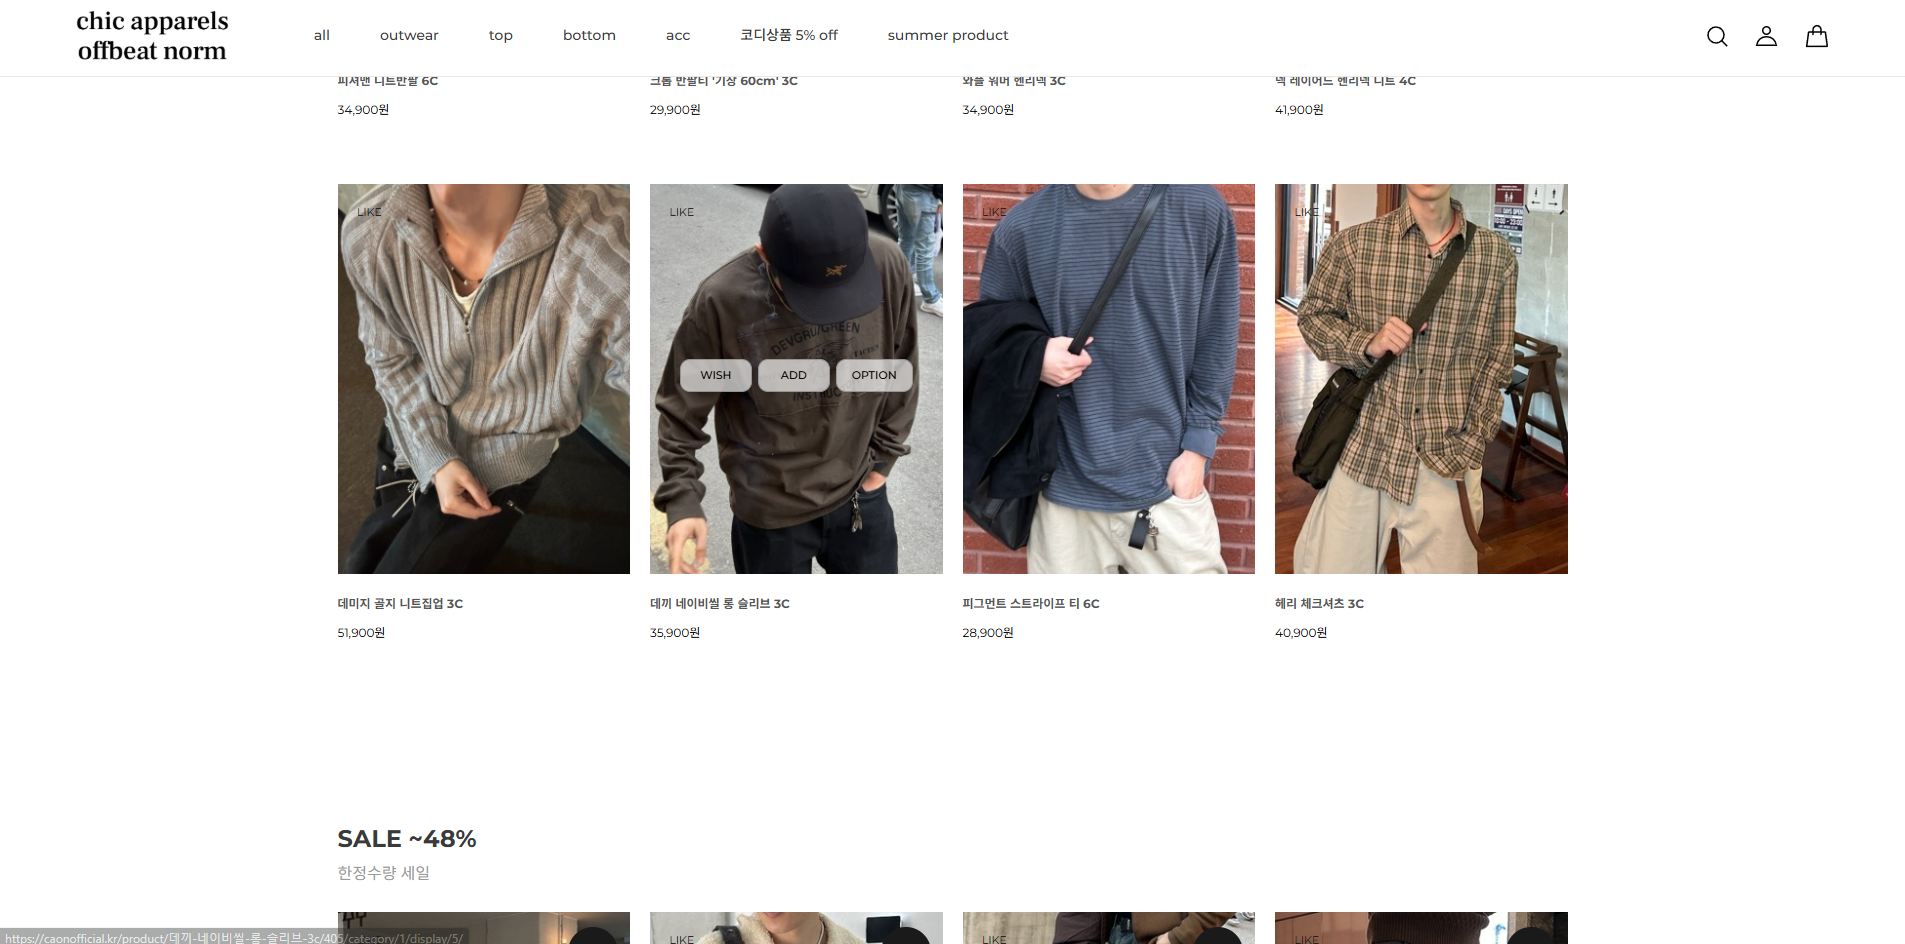 chic apparels
offbeat norm
all outwear top bottom acc 코디상품 5% off summer product
피셔맨 니트반팔 6C
34,900원
크롭 반팔티 '기장 60cm' 3C
29,900원
와플 워머 헨리넥 3C
34,900원
넥 레이어드 헨리넥 니트 4C
41,900원
LIKE
데미지 골지 니트집업 3C
51,900원
LIKE
DEVGRU/GREEN
WISH ADD OPTION
데끼 네이비씰 롱 슬리브 3C
35,900원
LIKE
피그먼트 스트라이프 티 6C
28,900원
LIKE
DAYS OPEN
헤리 체크셔츠 3C
40,900원
SALE ~48%
한정수량 세일
LIKE
LIKE
LIKE
https://caonofficial.kr/product/데끼-네이비씰-롱-슬리브-3c/405/category/1/display/5/